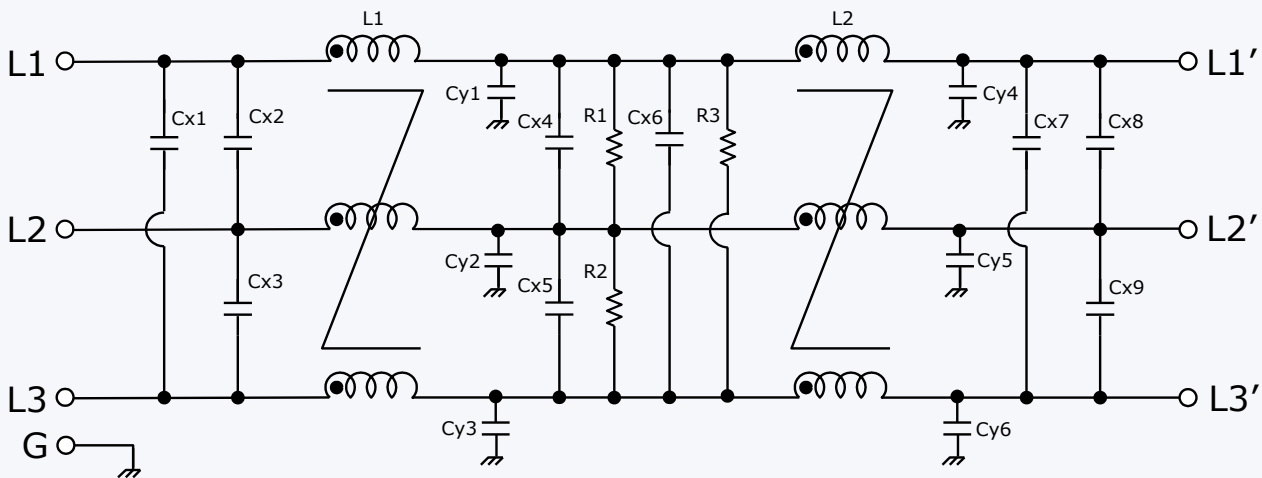 L1
L2
L1
L1′
Cy1
Cy4
Cx1
Cx2
Cx4
R1
Cx6
R3
Cx7
Cx8
L2
L2′
Cy2
Cy5
Cx3
Cx5
R2
Cx9
L3
L3′
Cy3
Cy6
G